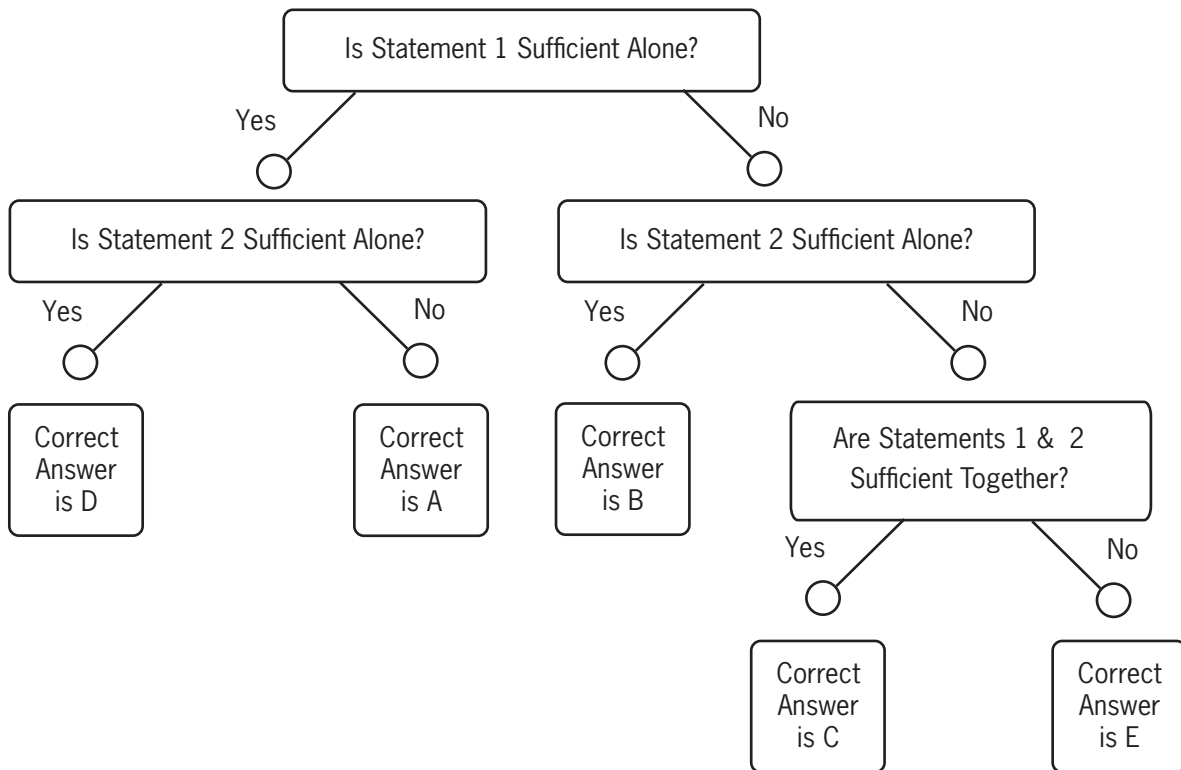 Is Statement 1 Sufficient Alone?
Yes
No
Is Statement 2 Sufficient Alone?
Is Statement 2 Sufficient Alone?
Yes
No
Yes
No
Correct
Answer
is D
Correct
Answer
is A
Correct
Answer
is B
Are Statements 1 & 2
Sufficient Together?
Yes
No
Correct
Answer
is C
Correct
Answer
is E